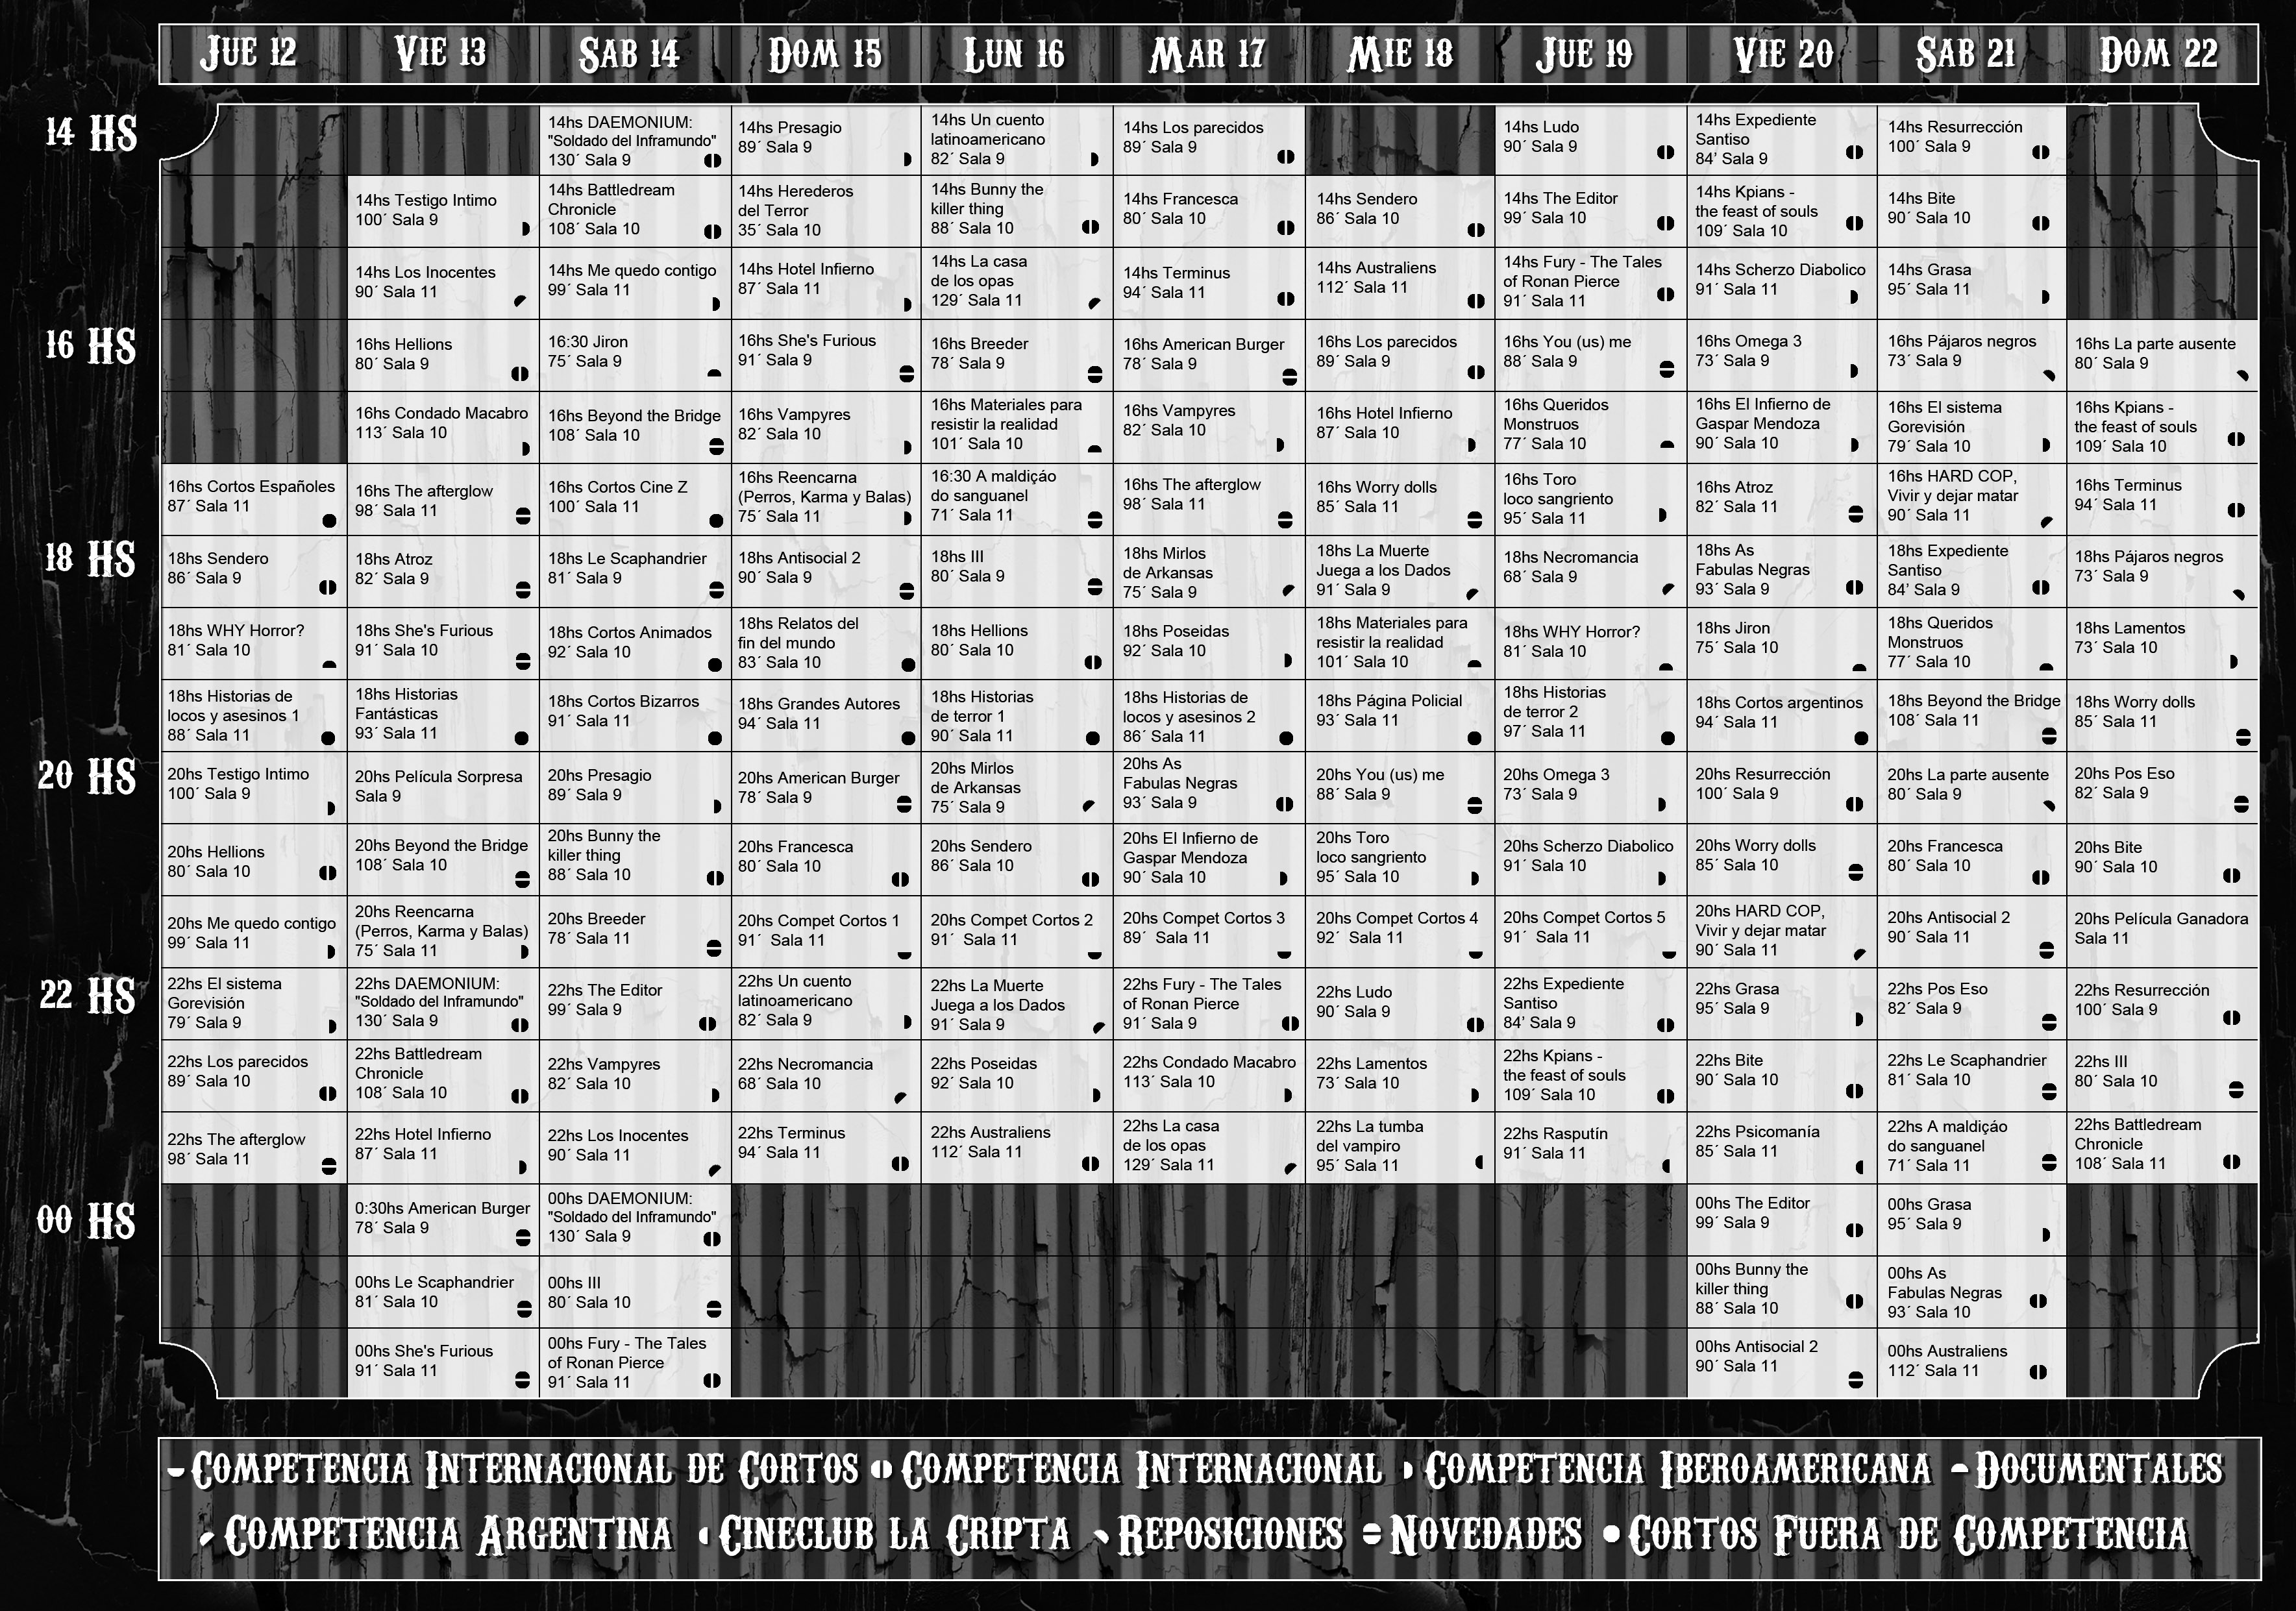 JUE 12 VIE 13 SAB 14 DOM 15 LUN 16 MAR 17 MIE 18 JUE 19 VIE 20 SAB 21 DOM 22
14 HS
14hs DAEMONIUM:
"Soldado del Inframundo"
130´ Sala 9
14hs Presagio
89´ Sala 9
14hs Un cuento
latinoamericano
82´ Sala 9
14hs Los parecidos
89´ Sala 9
14hs Ludo
90´ Sala 9
14hs Expediente
Santiso
84' Sala 9
14hs Resurrección
100´ Sala 9
14hs Testigo Intimo
100´ Sala 9
14hs Battledream
Chronicle
108´ Sala 10
14hs Herederos
del Terror
35´ Sala 10
14hs Bunny the
killer thing
88´ Sala 10
14hs Francesca
80´ Sala 10
14hs Sendero
86´ Sala 10
14hs The Editor
99´ Sala 10
14hs Kpians -
the feast of souls
109´ Sala 10
14hs Bite
90´ Sala 10
14hs Los Inocentes
90´ Sala 11
14hs Me quedo contigo
99´ Sala 11
14hs Hotel Infierno
87´ Sala 11
14hs La casa
de los opas
129´ Sala 11
14hs Terminus
94´ Sala 11
14hs Australiens
112´ Sala 11
14hs Fury - The Tales
of Ronan Pierce
91´ Sala 11
14hs Scherzo Diabolico
91´ Sala 11
14hs Grasa
95´ Sala 11
16 HS
16hs Hellions
80´ Sala 9
16:30 Jiron
75´ Sala 9
16hs She's Furious
91´ Sala 9
16hs Breeder
78´ Sala 9
16hs American Burger
78´ Sala 9
16hs Los parecidos
89´ Sala 9
16hs You (us) me
88´ Sala 9
16hs Omega 3
73´ Sala 9
16hs Pájaros negros
73´ Sala 9
16hs La parte ausente
80´ Sala 9
16hs Condado Macabro
113´ Sala 10
16hs Beyond the Bridge
108´ Sala 10
16hs Vampyres
82´ Sala 10
16hs Materiales para
resistir la realidad
101´ Sala 10
16hs Vampyres
82´ Sala 10
16hs Hotel Infierno
87´ Sala 10
16hs Queridos
Monstruos
77´ Sala 10
16hs El Infierno de
Gaspar Mendoza
90´ Sala 10
16hs El sistema
Gorevisión
79´ Sala 10
16hs Kpians -
the feast of souls
109´ Sala 10
16hs Cortos Españoles
87´ Sala 11
16hs The afterglow
98´ Sala 11
16hs Cortos Cine Z
100´ Sala 11
16hs Reencarna
(Perros, Karma y Balas)
75´ Sala 11
16:30 A maldiçáo
do sanguanel
71´ Sala 11
16hs The afterglow
98´ Sala 11
16hs Worry dolls
85´ Sala 11
16hs Toro
loco sangriento
95´ Sala 11
16hs Atroz
82´ Sala 11
16hs HARD COP,
Vivir y dejar matar
90´ Sala 11
16hs Terminus
94´ Sala 11
18 HS
18hs Sendero
86´ Sala 9
18hs Atroz
82´ Sala 9
18hs Le Scaphandrier
81´ Sala 9
18hs Antisocial 2
90´ Sala 9
18hs III
80´ Sala 9
18hs Mirlos
de Arkansas
75´ Sala 9
18hs La Muerte
Juega a los Dados
91´ Sala 9
18hs Necromancia
68´ Sala 9
18hs As
Fabulas Negras
93´ Sala 9
18hs Expediente
Santiso
84' Sala 9
18hs Pájaros negros
73´ Sala 9
18hs WHY Horror?
81´ Sala 10
18hs She's Furious
91´ Sala 10
18hs Cortos Animados
92´ Sala 10
18hs Relatos del
fin del mundo
83´ Sala 10
18hs Hellions
80´ Sala 10
18hs Poseidas
92´ Sala 10
18hs Materiales para
resistir la realidad
101´ Sala 10
18hs WHY Horror?
81´ Sala 10
18hs Jiron
75´ Sala 10
18hs Queridos
Monstruos
77´ Sala 10
18hs Lamentos
73´ Sala 10
18hs Historias de
locos y asesinos 1
88´ Sala 11
18hs Historias
Fantásticas
93´ Sala 11
18hs Cortos Bizarros
91´ Sala 11
18hs Grandes Autores
94´ Sala 11
18hs Historias
de terror 1
90´ Sala 11
18hs Historias de
locos y asesinos 2
86´ Sala 11
18hs Página Policial
93´ Sala 11
18hs Historias
de terror 2
97´ Sala 11
18hs Cortos argentinos
94´ Sala 11
18hs Beyond the Bridge
108´ Sala 11
18hs Worry dolls
85´ Sala 11
20 HS
20hs Testigo Intimo
100´ Sala 9
20hs Película Sorpresa
Sala 9
20hs Presagio
89´ Sala 9
20hs American Burger
78´ Sala 9
20hs Mirlos
de Arkansas
75´ Sala 9
20hs As
Fabulas Negras
93´ Sala 9
20hs You (us) me
88´ Sala 9
20hs Omega 3
73´ Sala 9
20hs Resurrección
100´ Sala 9
20hs La parte ausente
80´ Sala 9
20hs Pos Eso
82´ Sala 9
20hs Hellions
80´ Sala 10
20hs Beyond the Bridge
108´ Sala 10
20hs Bunny the
killer thing
88´ Sala 10
20hs Francesca
80´ Sala 10
20hs Sendero
86´ Sala 10
20hs El Infierno de
Gaspar Mendoza
90´ Sala 10
20hs Toro
loco sangriento
95´ Sala 10
20hs Scherzo Diabolico
91´ Sala 10
20hs Worry dolls
85´ Sala 10
20hs Francesca
80´ Sala 10
20hs Bite
90´ Sala 10
20hs Me quedo contigo
99´ Sala 11
20hs Reencarna
(Perros, Karma y Balas)
75´ Sala 11
20hs Breeder
78´ Sala 11
20hs Compet Cortos 1
91´ Sala 11
20hs Compet Cortos 2
91´ Sala 11
20hs Compet Cortos 3
89´ Sala 11
20hs Compet Cortos 4
92´ Sala 11
20hs Compet Cortos 5
91´ Sala 11
20hs HARD COP,
Vivir y dejar matar
90´ Sala 11
20hs Antisocial 2
90´ Sala 11
20hs Película Ganadora
Sala 11
22 HS
22hs El sistema
Gorevisión
79´ Sala 9
22hs DAEMONIUM:
"Soldado del Inframundo"
130´ Sala 9
22hs The Editor
99´ Sala 9
22hs Un cuento
latinoamericano
82´ Sala 9
22hs La Muerte
Juega a los Dados
91´ Sala 9
22hs Fury - The Tales
of Ronan Pierce
91´ Sala 9
22hs Ludo
90´ Sala 9
22hs Expediente
Santiso
84' Sala 9
22hs Grasa
95´ Sala 9
22hs Pos Eso
82´ Sala 9
22hs Resurrección
100´ Sala 9
22hs Los parecidos
89´ Sala 10
22hs Battledream
Chronicle
108´ Sala 10
22hs Vampyres
82´ Sala 10
22hs Necromancia
68´ Sala 10
22hs Poseidas
92´ Sala 10
22hs Condado Macabro
113´ Sala 10
22hs Lamentos
73´ Sala 10
22hs Kpians -
the feast of souls
109´ Sala 10
22hs Bite
90´ Sala 10
22hs Le Scaphandrier
81´ Sala 10
22hs III
80´ Sala 10
22hs The afterglow
98´ Sala 11
22hs Hotel Infierno
87´ Sala 11
22hs Los Inocentes
90´ Sala 11
22hs Terminus
94´ Sala 11
22hs Australiens
112´ Sala 11
22hs La casa
de los opas
129´ Sala 11
22hs La tumba
del vampiro
95´ Sala 11
22hs Rasputín
91´ Sala 11
22hs Psicomanía
85´ Sala 11
22hs A maldiçáo
do sanguanel
71´ Sala 11
22hs Battledream
Chronicle
108´ Sala 11
00 HS
0:30hs American Burger
78´ Sala 9
00hs DAEMONIUM:
"Soldado del Inframundo"
130´ Sala 9
00hs The Editor
99´ Sala 9
00hs Grasa
95´ Sala 9
00hs Le Scaphandrier
81´ Sala 10
00hs III
80´ Sala 10
00hs Bunny the
killer thing
88´ Sala 10
00hs As
Fabulas Negras
93´ Sala 10
00hs She's Furious
91´ Sala 11
00hs Fury - The Tales
of Ronan Pierce
91´ Sala 11
00hs Antisocial 2
90´ Sala 11
00hs Australiens
112´ Sala 11
COMPETENCIA INTERNACIONAL DE CORTOS COMPETENCIA INTERNACIONAL COMPETENCIA IBEROAMERICANA DOCUMENTALES
COMPETENCIA ARGENTINA CINECLUB LA CRIPTA REPOSICIONES NOVEDADES CORTOS FUERA DE COMPETENCIA